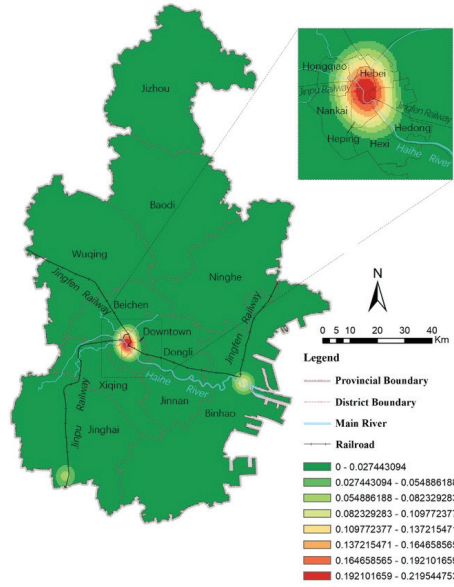 Jizhou
Baodi
Wuqing
Jingfen Railway
Ninghe
Beichen
Downtown
Dongli
Jingfen Railway
Xiqing
Haihe River
Jinnan
Binhao
Jinpu Railway
Jinghai
Hongqiao
Hebei
Jinpu Railway
Jingfen Railway
Nankai
Hedong
Heping
Hexi
Haihe River
N
0 5 10 20 30 40
Km
Legend
Provincial Boundary
District Boundary
Main River
Railroad
0 - 0.027443094
0.027443094 - 0.054886188
0.054886188 - 0.082329283
0.082329283 - 0.109772377
0.109772377 - 0.137215471
0.137215471 - 0.164658565
0.164658565 - 0.192101659
0.192101659 - 0.219544753